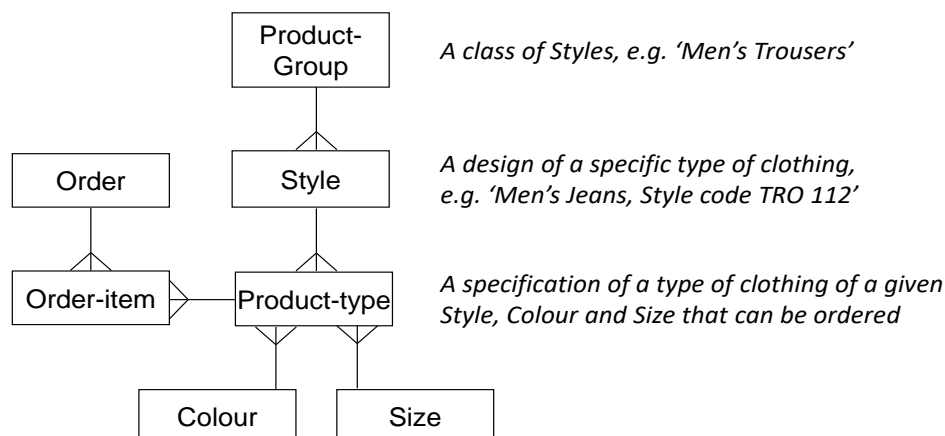 Product-
Group
A class of Styles, e.g. ‘Men’s Trousers’
Order
Style
A design of a specific type of clothing,
e.g. ‘Men’s Jeans, Style code TRO 112’
Order-item
Product-type
A specification of a type of clothing of a given
Style, Colour and Size that can be ordered
Colour
Size